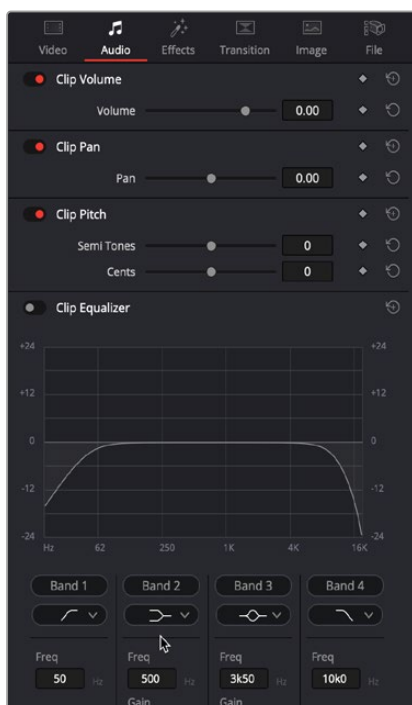 Video Audio Effects Transition Image File
Clip Volume
Volume 0.00
Clip Pan
Pan 0.00
Clip Pitch
Semi Tones 0
Cents 0
Clip Equalizer
+24 +24
+12 +12
0 0
-12 -12
-24 -24
Hz 62 250 1K 4K 16K
Band 1 Band 2 Band 3 Band 4
Freq Freq Freq Freq
50 Hz 500 Hz 3k50 Hz 10k0 Hz
Gain Gain